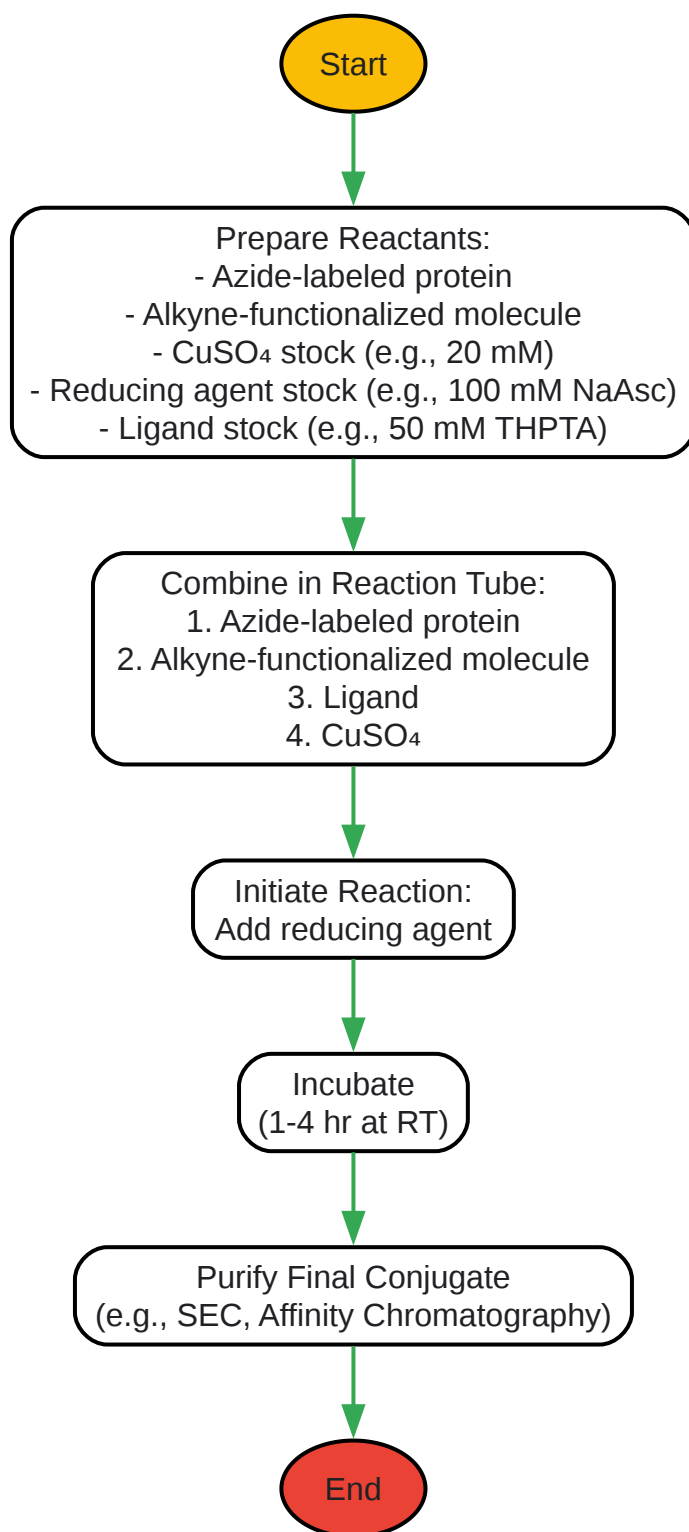 Start
Prepare Reactants:
- Azide-labeled protein
- Alkyne-functionalized molecule
- CuSO₄ stock (e.g., 20 mM)
- Reducing agent stock (e.g., 100 mM NaAsc)
- Ligand stock (e.g., 50 mM THPTA)
Combine in Reaction Tube:
1. Azide-labeled protein
2. Alkyne-functionalized molecule
3. Ligand
4. CuSO₄
Initiate Reaction:
Add reducing agent
Incubate
(1-4 hr at RT)
Purify Final Conjugate
(e.g., SEC, Affinity Chromatography)
End